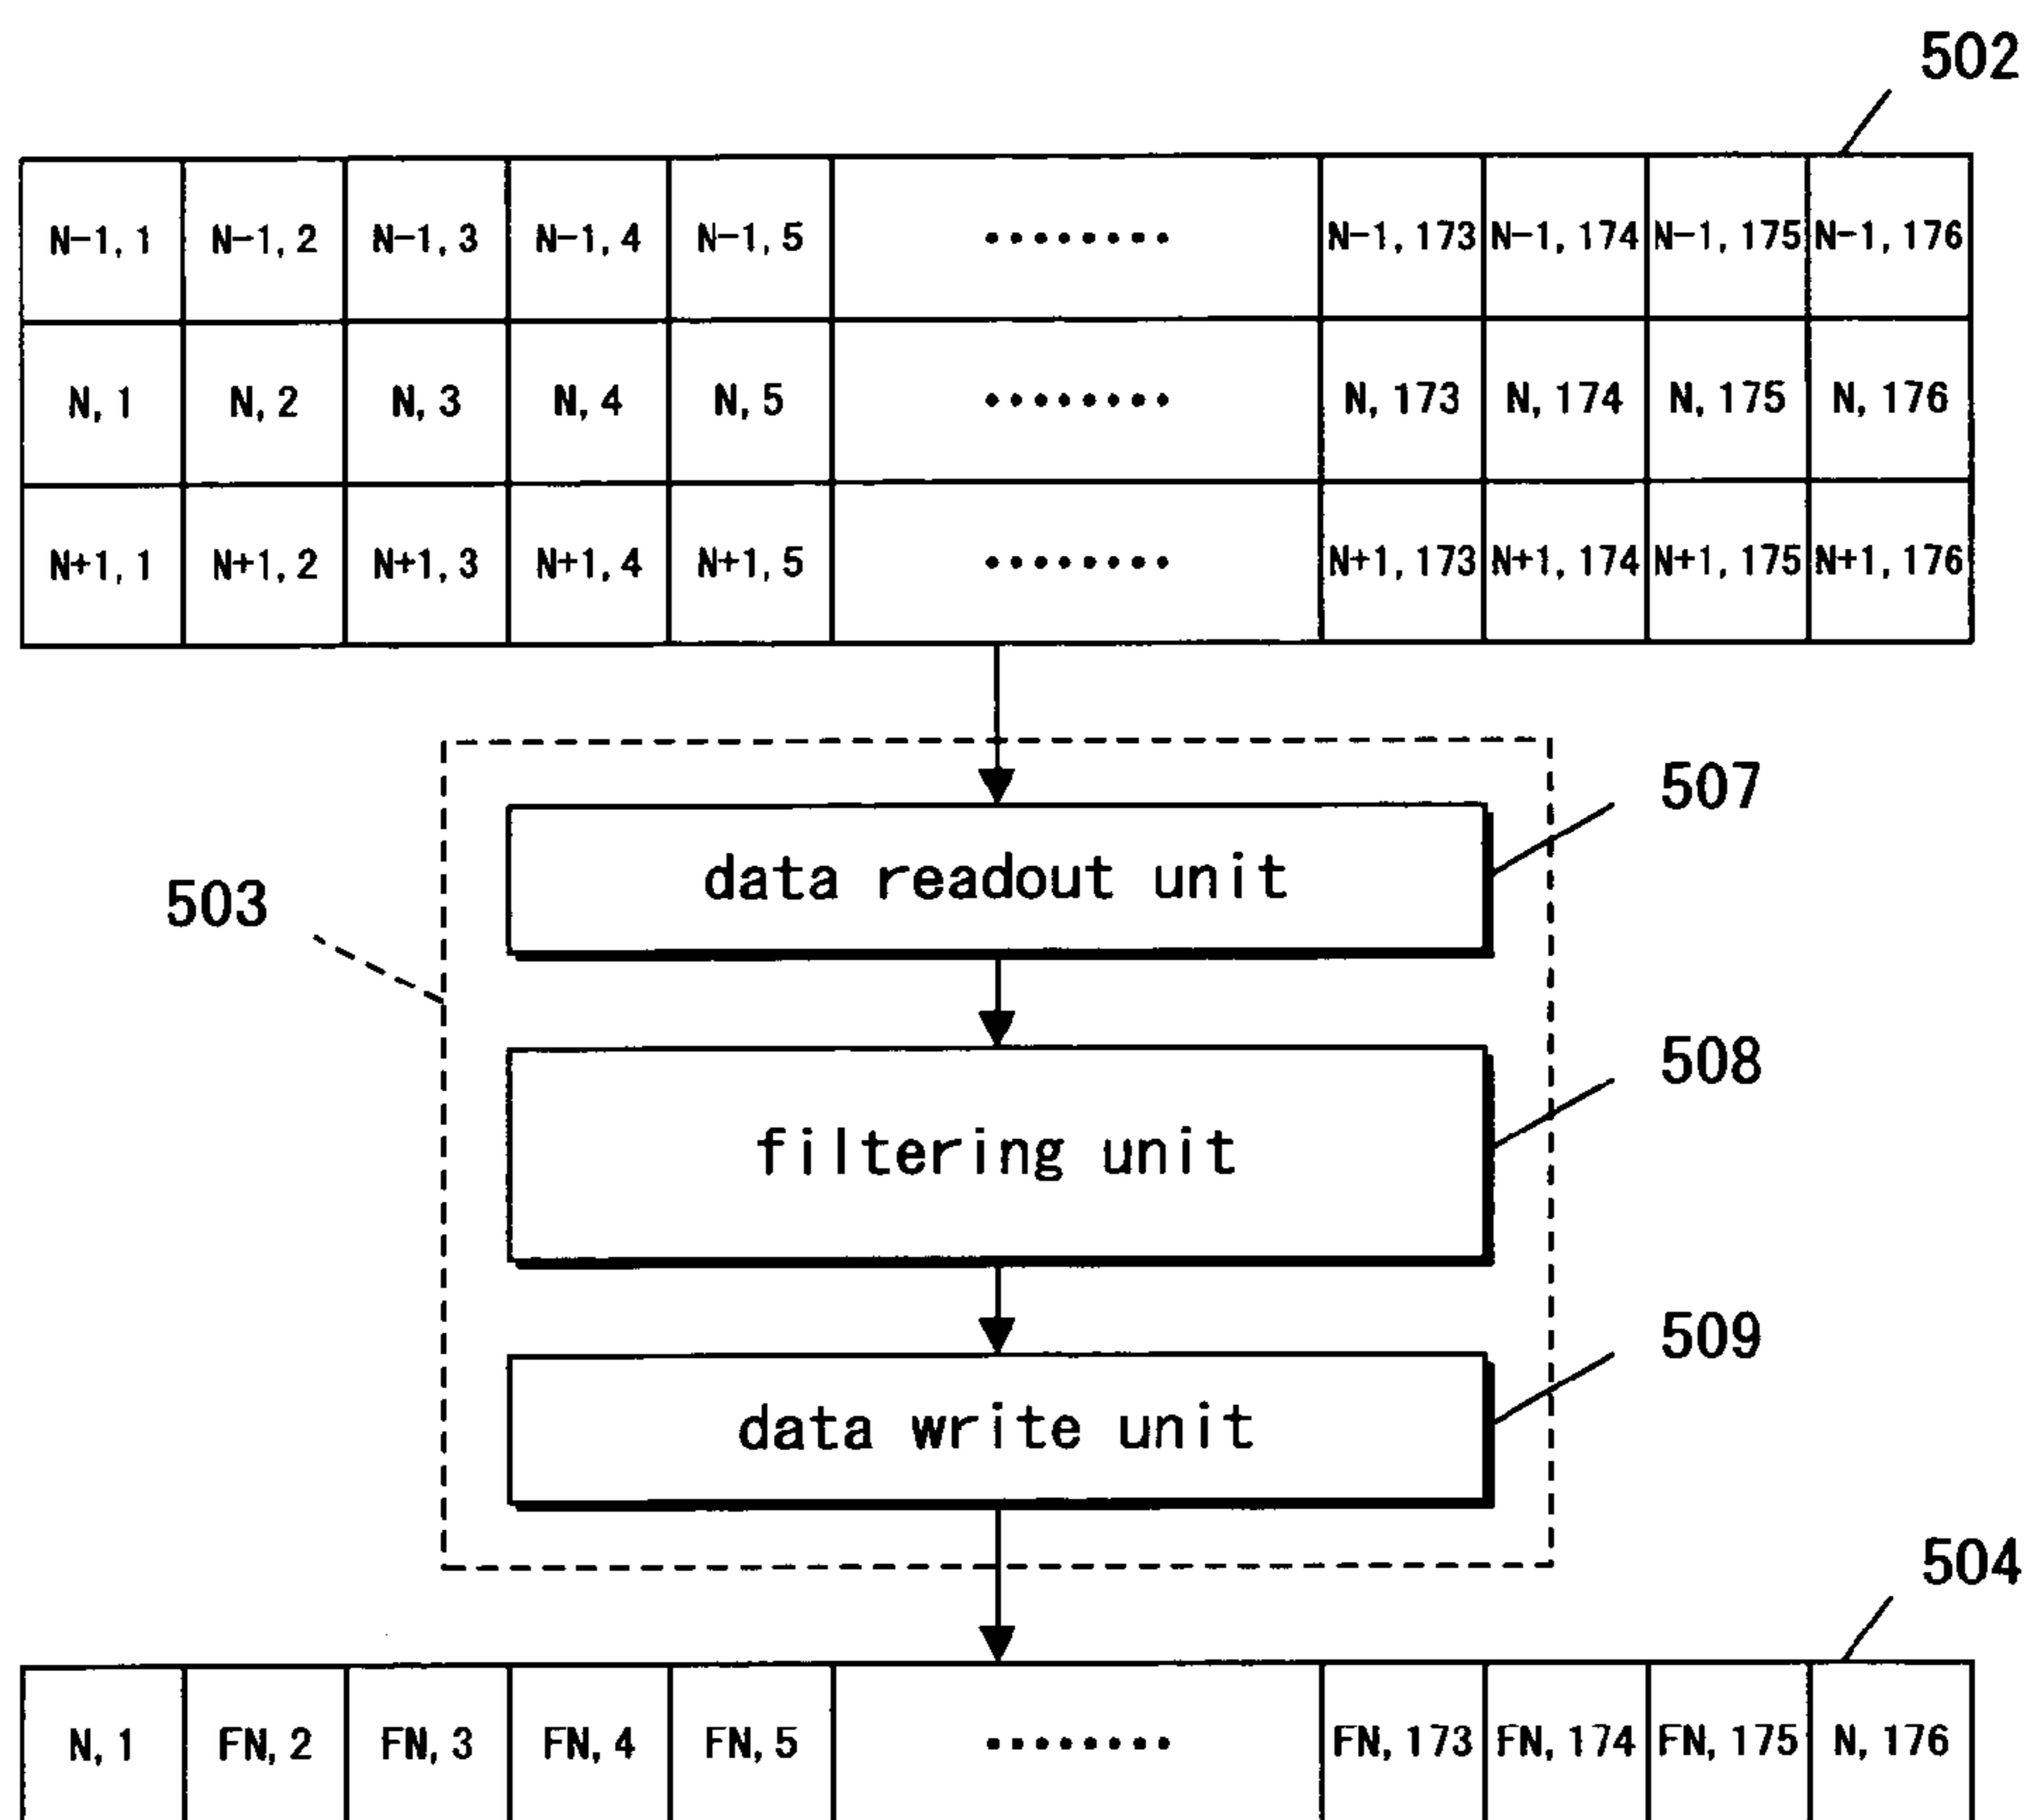 502
N-1, 1 N-1, 2 N-1, 3 N-1, 4 N-1, 5 ........ N-1, 173 N-1, 174 N-1, 175 N-1, 176
N, 1 N, 2 N, 3 N, 4 N, 5 ........ N, 173 N, 174 N, 175 N, 176
N+1, 1 N+1, 2 N+1, 3 N+1, 4 N+1, 5 ........ N+1, 173 N+1, 174 N+1, 175 N+1, 176
507
data readout unit
503
508
filtering unit
509
data write unit
504
N, 1 FN, 2 FN, 3 FN, 4 FN, 5 ........ FN, 173 FN, 174 FN, 175 N, 176